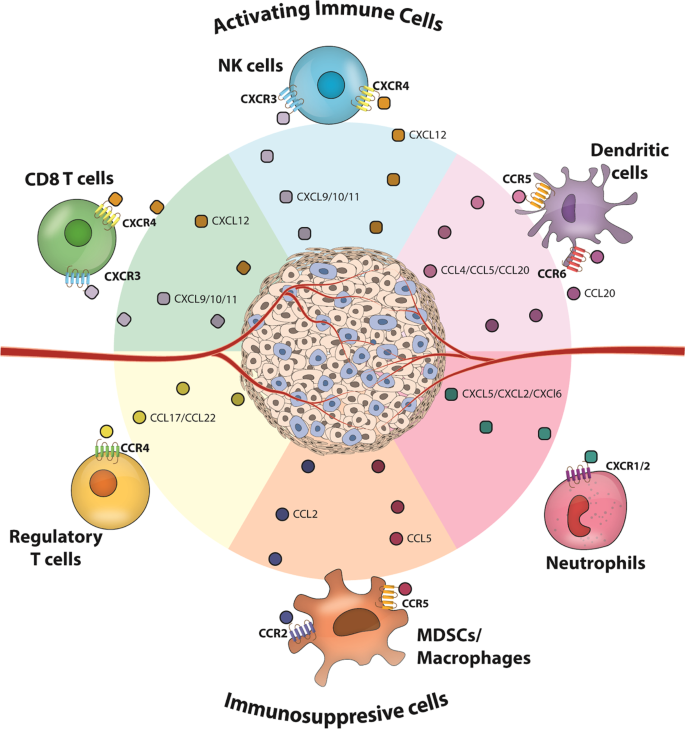 Activating Immune Cells
NK cells
CXCR3
CXCR4
CXCL12
CXCL9/10/11
CD8 T cells
CXCR4
CXCL12
CXCR3
CXCL9/10/11
Dendritic
cells
CCR5
CCR6
CCL4/CCL5/CCL20
CCL20
CCL17/CCL22
CCR4
Regulatory
T cells
CXCL5/CXCL2/CXCl6
CXCR1/2
Neutrophils
CCL2
CCL5
CCR2
CCR5
MDSCs/
Macrophages
Immunosuppresive cells